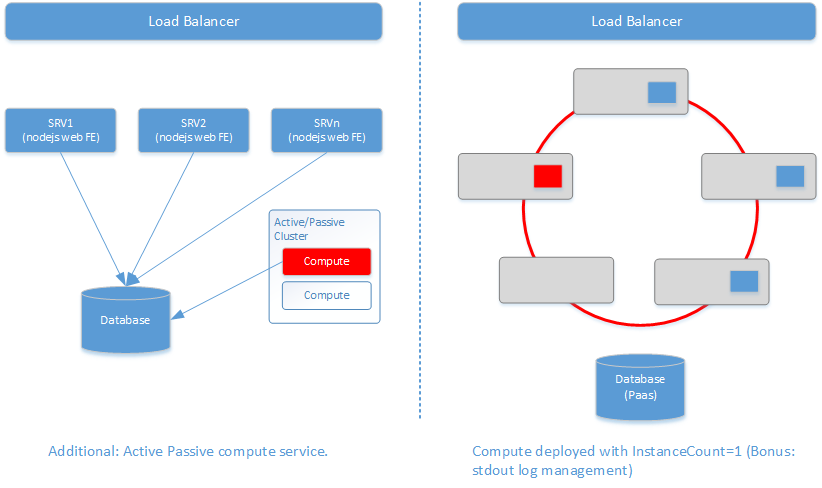 Load Balancer
SRV1
(nodejs web FE)
SRV2
(nodejs web FE)
SRVn
(nodejs web FE)
Active/Passive
Cluster
Compute
Compute
Database
Additional: Active Passive compute service.
Load Balancer
Database
(Paas)
Compute deployed with InstanceCount=1 (Bonus:
stdout log management)